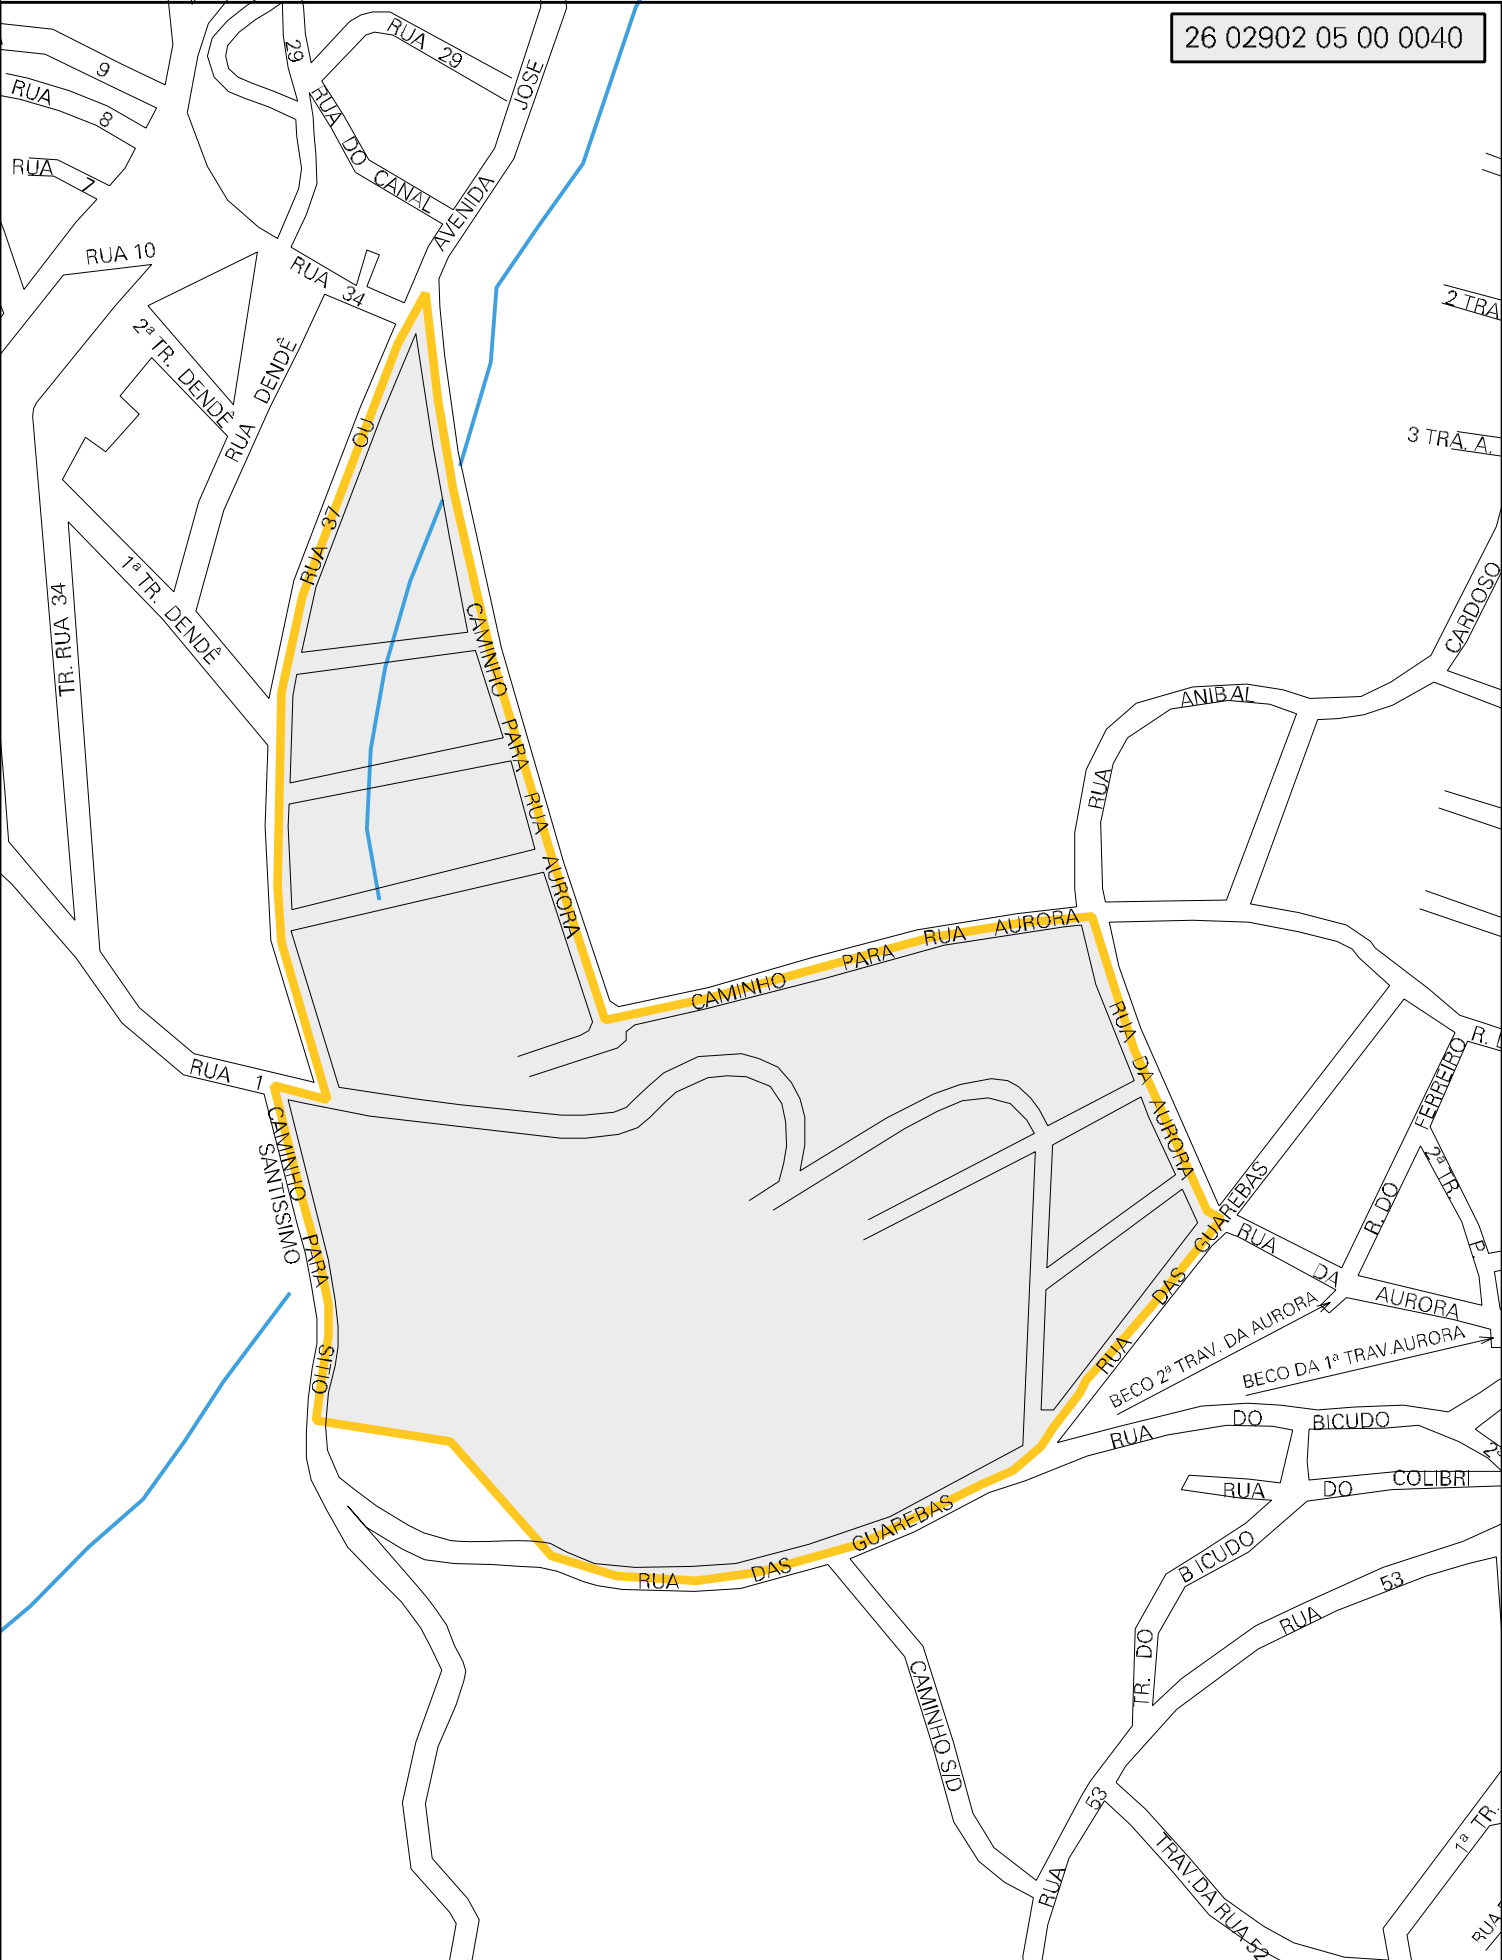 26 02902 05 00 0040
RUA 29
29
JOSE
9
RUA 8
RUA 7
RUA DO CANAL
AVENIDA
RUA 10
RUA 34
2 TRA
2ª TR. DENDÊ
RUA DENDÊ
3 TRA. A.
RUA 37 OU
1ª TR. DENDÊ
TR. RUA 34
CARDOSO
CAMINHO PARA RUA AURORA
RUA ANIBAL
CAMINHO PARA RUA AURORA
RUA DA AURORA
RUA 1
R. DO FERREIRO
CAMINHO PARA SITIO
SANTISSIMO
2ª TR.
P.
RUA DAS GUAREBAS
RUA DA AURORA
BECO 2ª TRAV. DA AURORA
BECO DA 1ª TRAV.AURORA
RUA DO BICUDO
RUA DO COLIBRI
RUA DAS GUAREBAS
TR. DO BICUDO
RUA 53
CAMINHO S/D
RUA 53
TRAV.DA RUA 52
1ª TR.
RUA